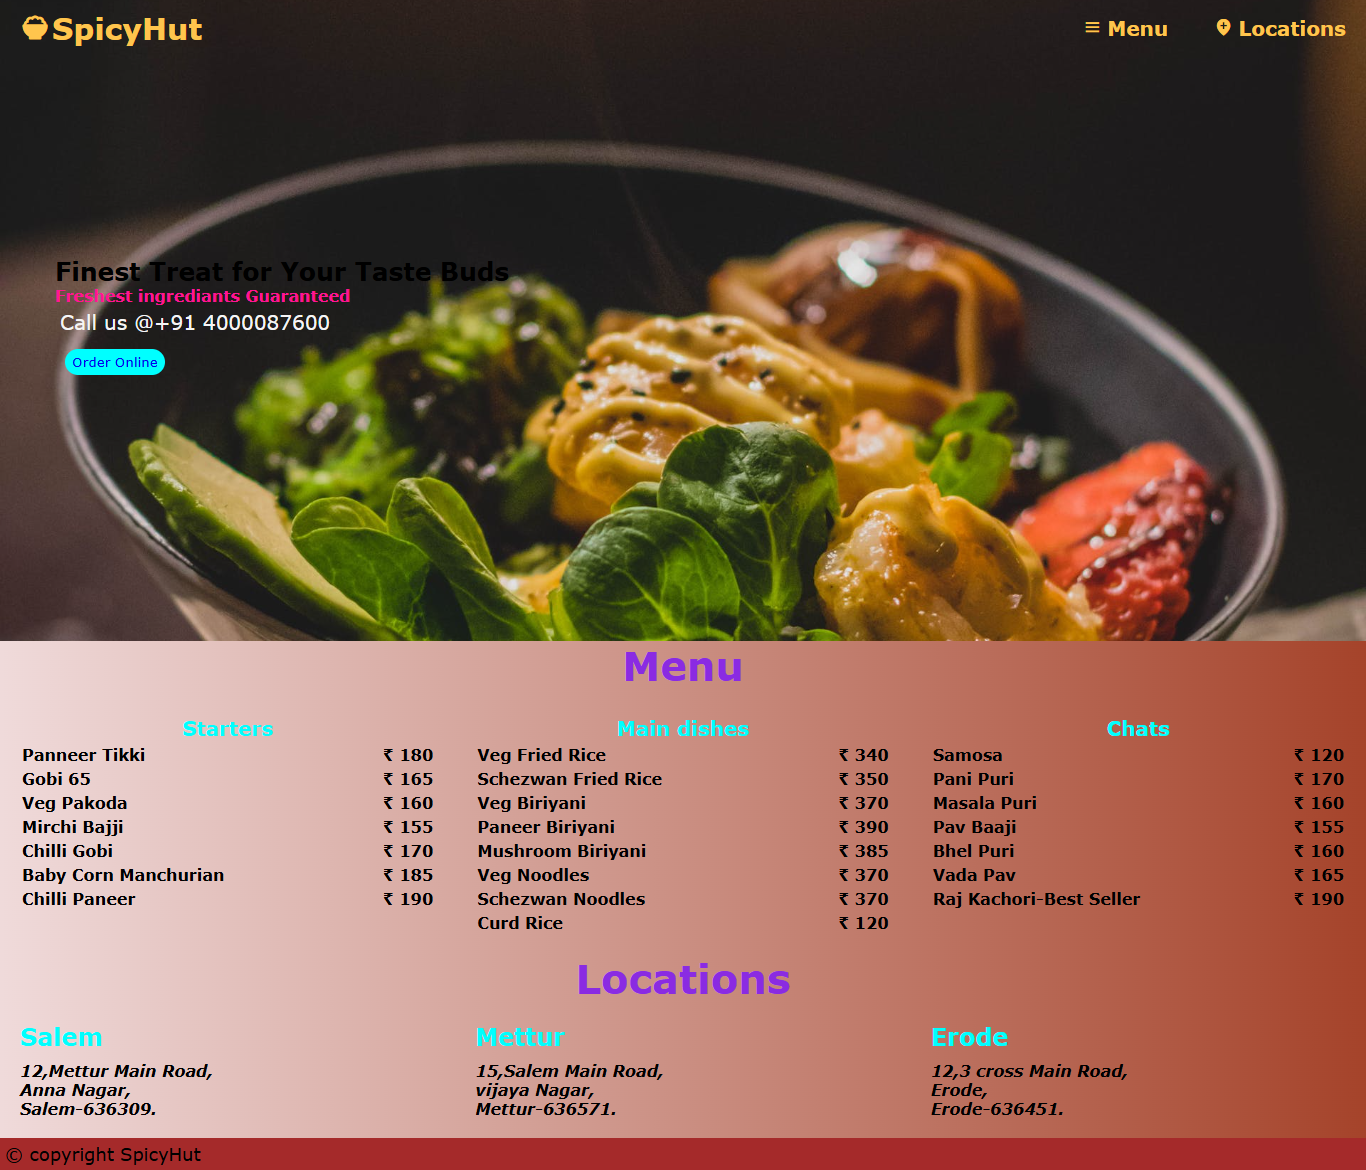 SpicyHut
Menu
Locations
Finest Treat for Your Taste Buds
Freshest ingrediants Guaranteed
Call us @+91 4000087600
Order Online
Menu
Starters
Panneer Tikki ₹ 180
Gobi 65 ₹ 165
Veg Pakoda ₹ 160
Mirchi Bajji ₹ 155
Chilli Gobi ₹ 170
Baby Corn Manchurian ₹ 185
Chilli Paneer ₹ 190
Main dishes
Veg Fried Rice ₹ 340
Schezwan Fried Rice ₹ 350
Veg Biriyani ₹ 370
Paneer Biriyani ₹ 390
Mushroom Biriyani ₹ 385
Veg Noodles ₹ 370
Schezwan Noodles ₹ 370
Curd Rice ₹ 120
Chats
Samosa ₹ 120
Pani Puri ₹ 170
Masala Puri ₹ 160
Pav Baaji ₹ 155
Bhel Puri ₹ 160
Vada Pav ₹ 165
Raj Kachori-Best Seller ₹ 190
Locations
Salem
12,Mettur Main Road,
Anna Nagar,
Salem-636309.
Mettur
15,Salem Main Road,
vijaya Nagar,
Mettur-636571.
Erode
12,3 cross Main Road,
Erode,
Erode-636451.
© copyright SpicyHut